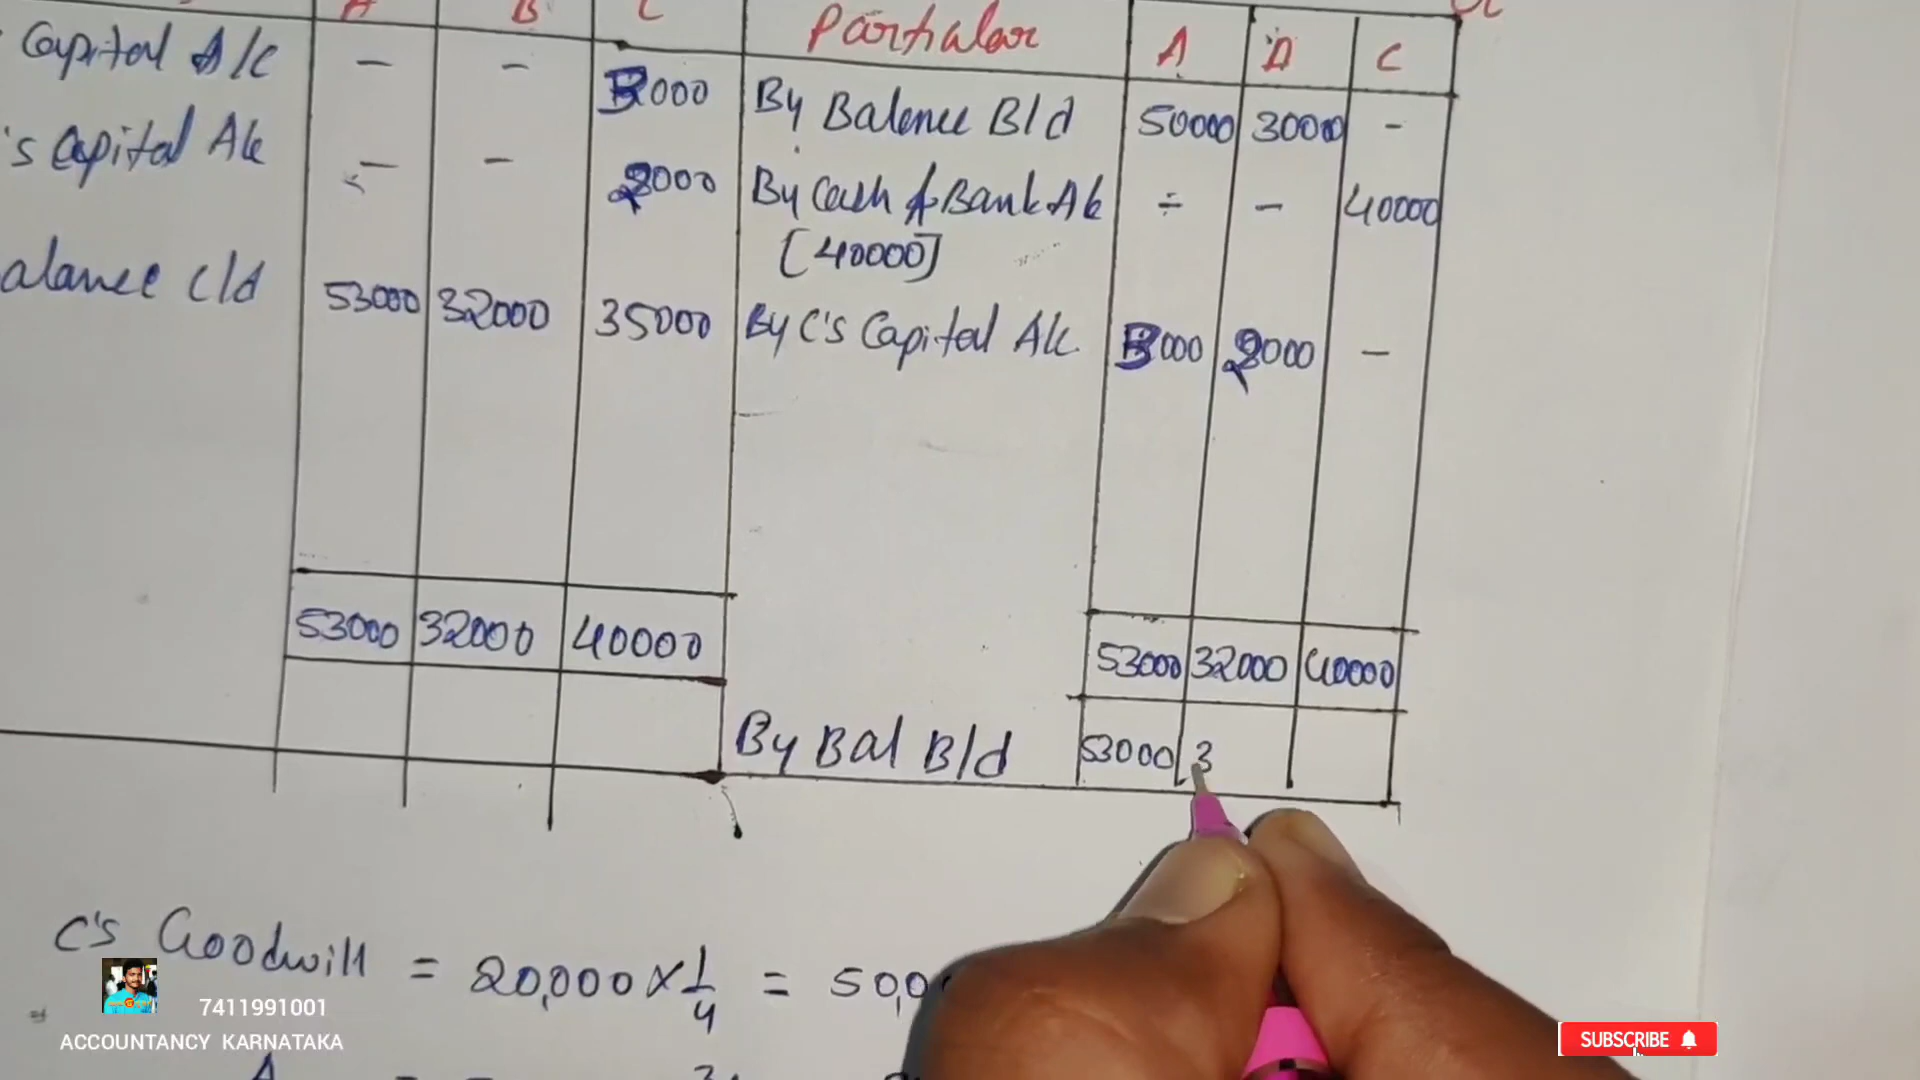 A B C Particular A B C
Capital A/c - - 3000 By Balance B/d 50000 30000 -
's Capital A/c - - 2000 By Cash / Bank A/c - - 40000
[40000]
alance C/d 53000 32000 35000 By C's Capital A/c 3000 2000 -
53000 32000 40000 53000 32000 40000
By Bal B/d 53000 3
C's Goodwill = 20,000 × 1/4 = 50,0
7411991001
ACCOUNTANCY KARNATAKA
SUBSCRIBE
A =